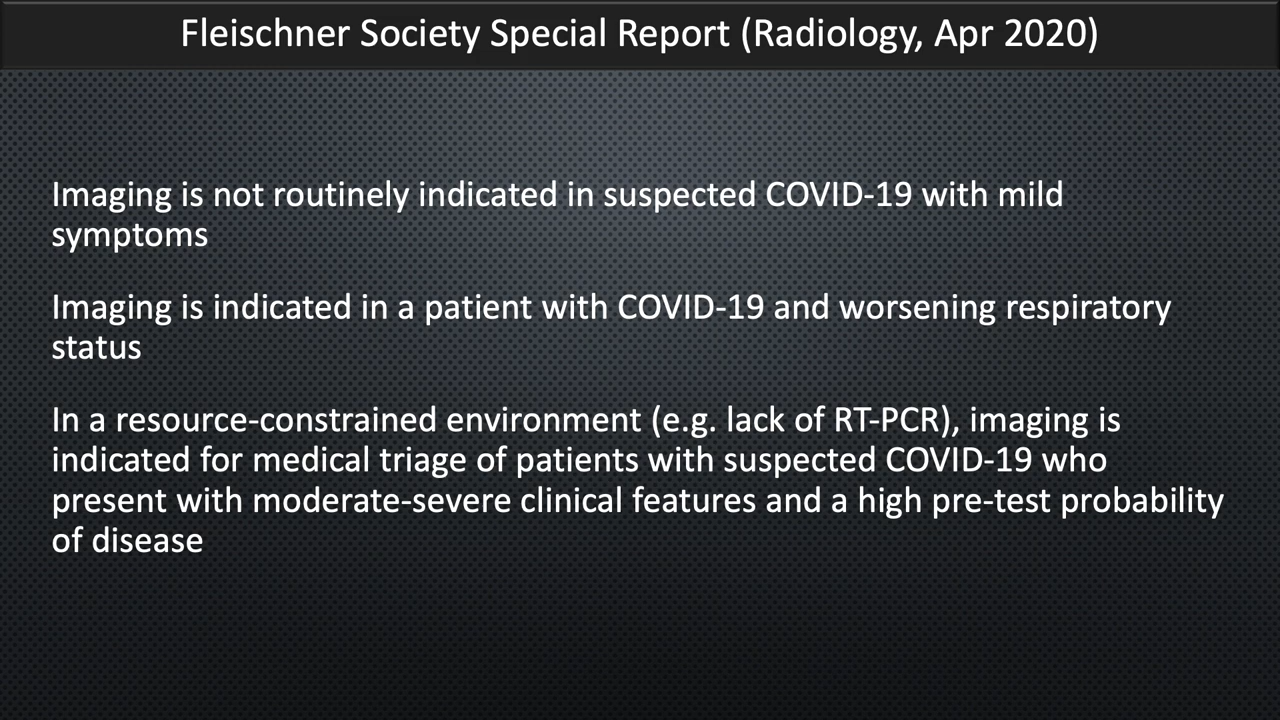 Fleischner Society Special Report (Radiology, Apr 2020)
Imaging is not routinely indicated in suspected COVID-19 with mild
symptoms
Imaging is indicated in a patient with COVID-19 and worsening respiratory
status
In a resource-constrained environment (e.g. lack of RT-PCR), imaging is
indicated for medical triage of patients with suspected COVID-19 who
present with moderate-severe clinical features and a high pre-test probability
of disease